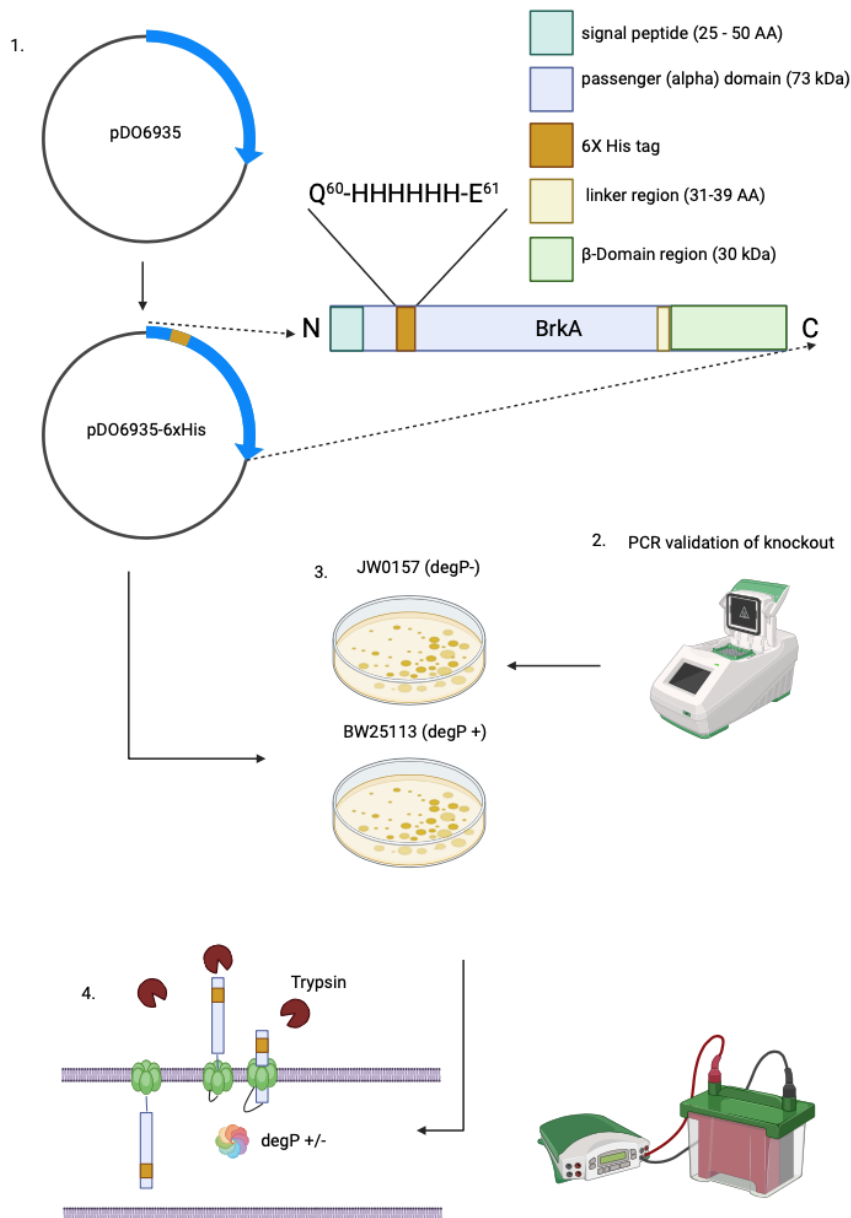 1.
pDO6935
signal peptide (25 - 50 AA)
passenger (alpha) domain (73 kDa)
6X His tag
linker region (31-39 AA)
β-Domain region (30 kDa)
Q⁶⁰-HHHHHH-E⁶¹
N
BrkA
C
pDO6935-6xHis
2. PCR validation of knockout
3.
JW0157 (degP-)
BW25113 (degP +)
4.
Trypsin
degP +/-